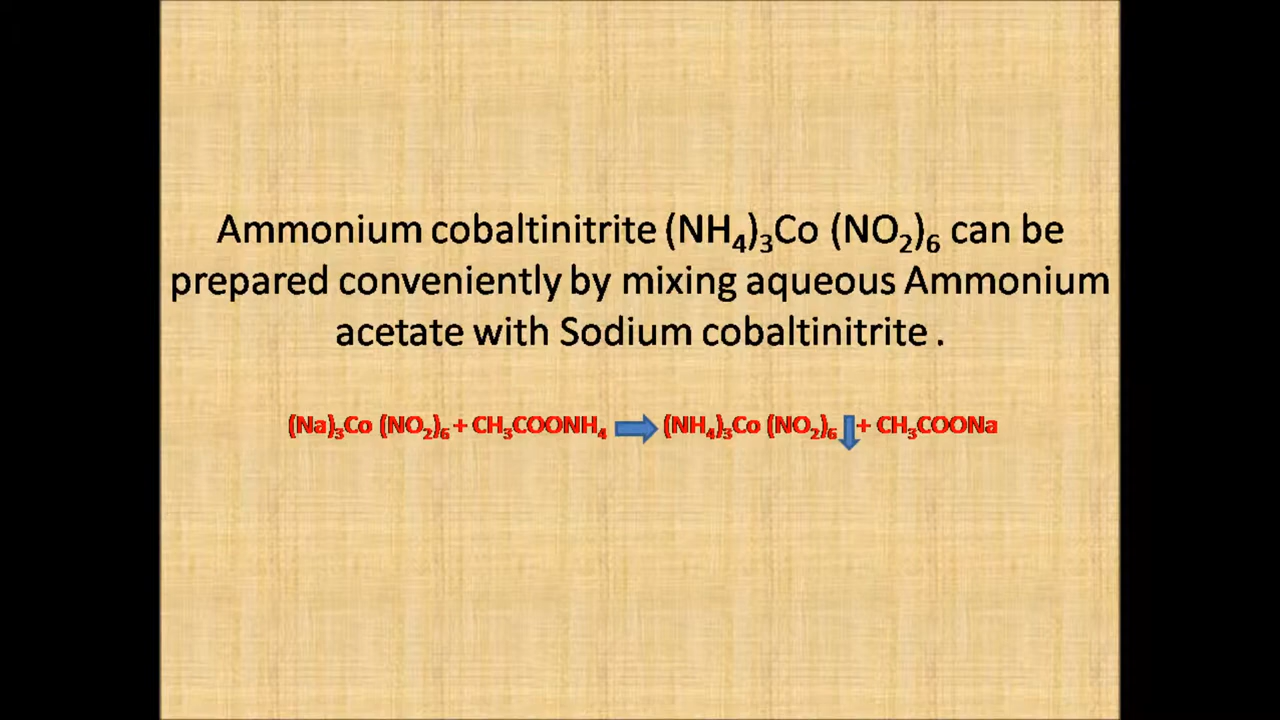 Ammonium cobaltinitrite (NH₄)₃Co (NO₂)₆ can be
prepared conveniently by mixing aqueous Ammonium
acetate with Sodium cobaltinitrite .
(Na)₃Co (NO₂)₆ + CH₃COONH₄ ➡ (NH₄)₃Co (NO₂)₆ ⬇ + CH₃COONa